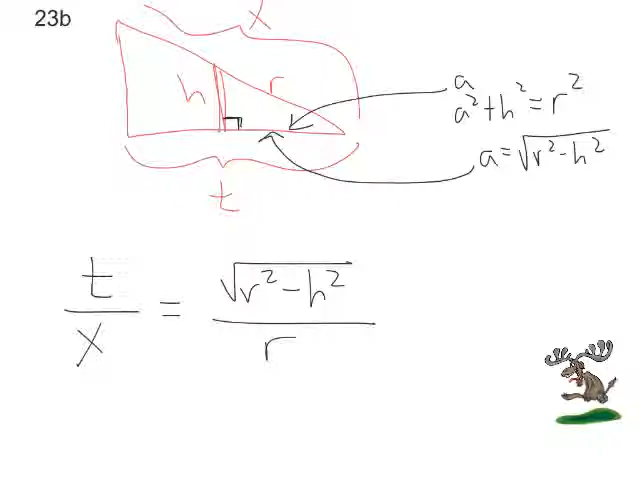 23b
x
h
r
t
a
a² + h² = r²
a = √(r² - h²)
t/x = √(r² - h²)/r